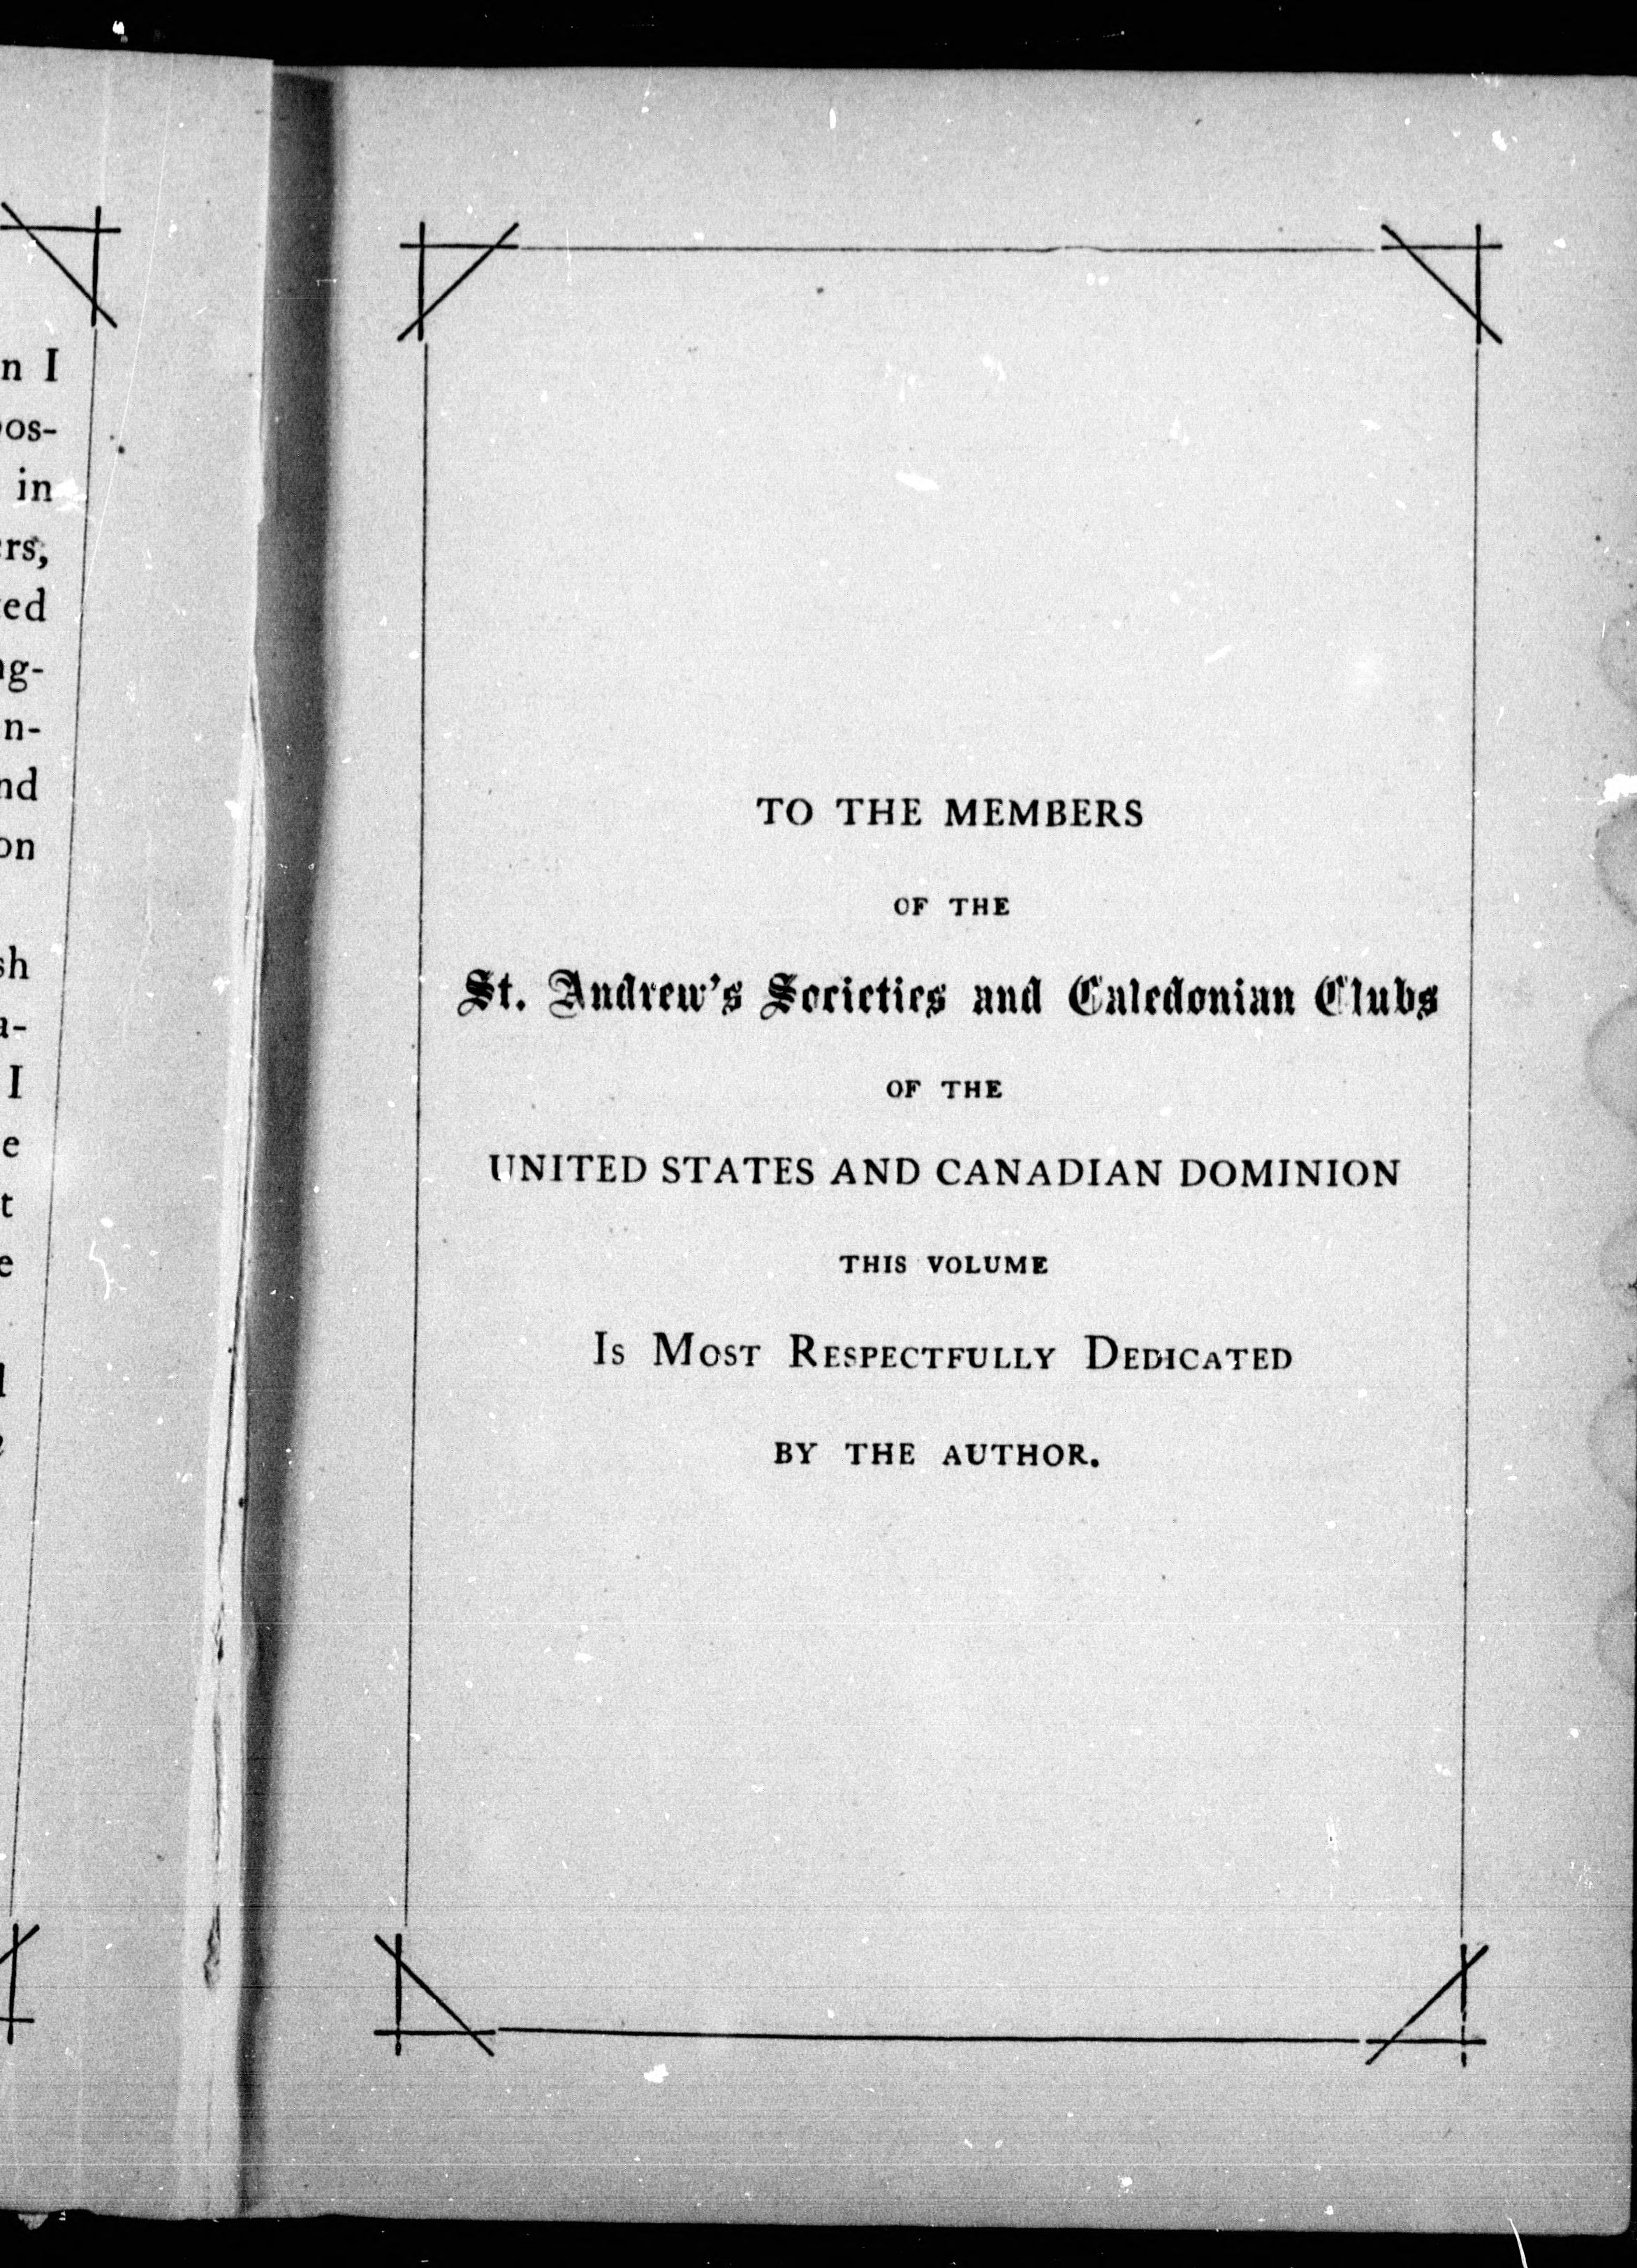 n I
in
TO THE MEMBERS
OF THE
St. Andrew's Societies and Caledonian Clubs
OF THE
UNITED STATES AND CANADIAN DOMINION
THIS VOLUME
Is Most Respectfully Dedicated
BY THE AUTHOR.